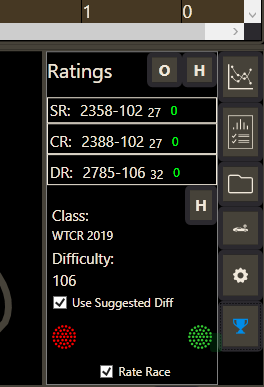 1 0
Ratings O H
SR: 2358-102 27 0
CR: 2388-102 27 0
DR: 2785-106 32 0
H
Class:
WTCR 2019
Difficulty:
106
Use Suggested Diff
Rate Race